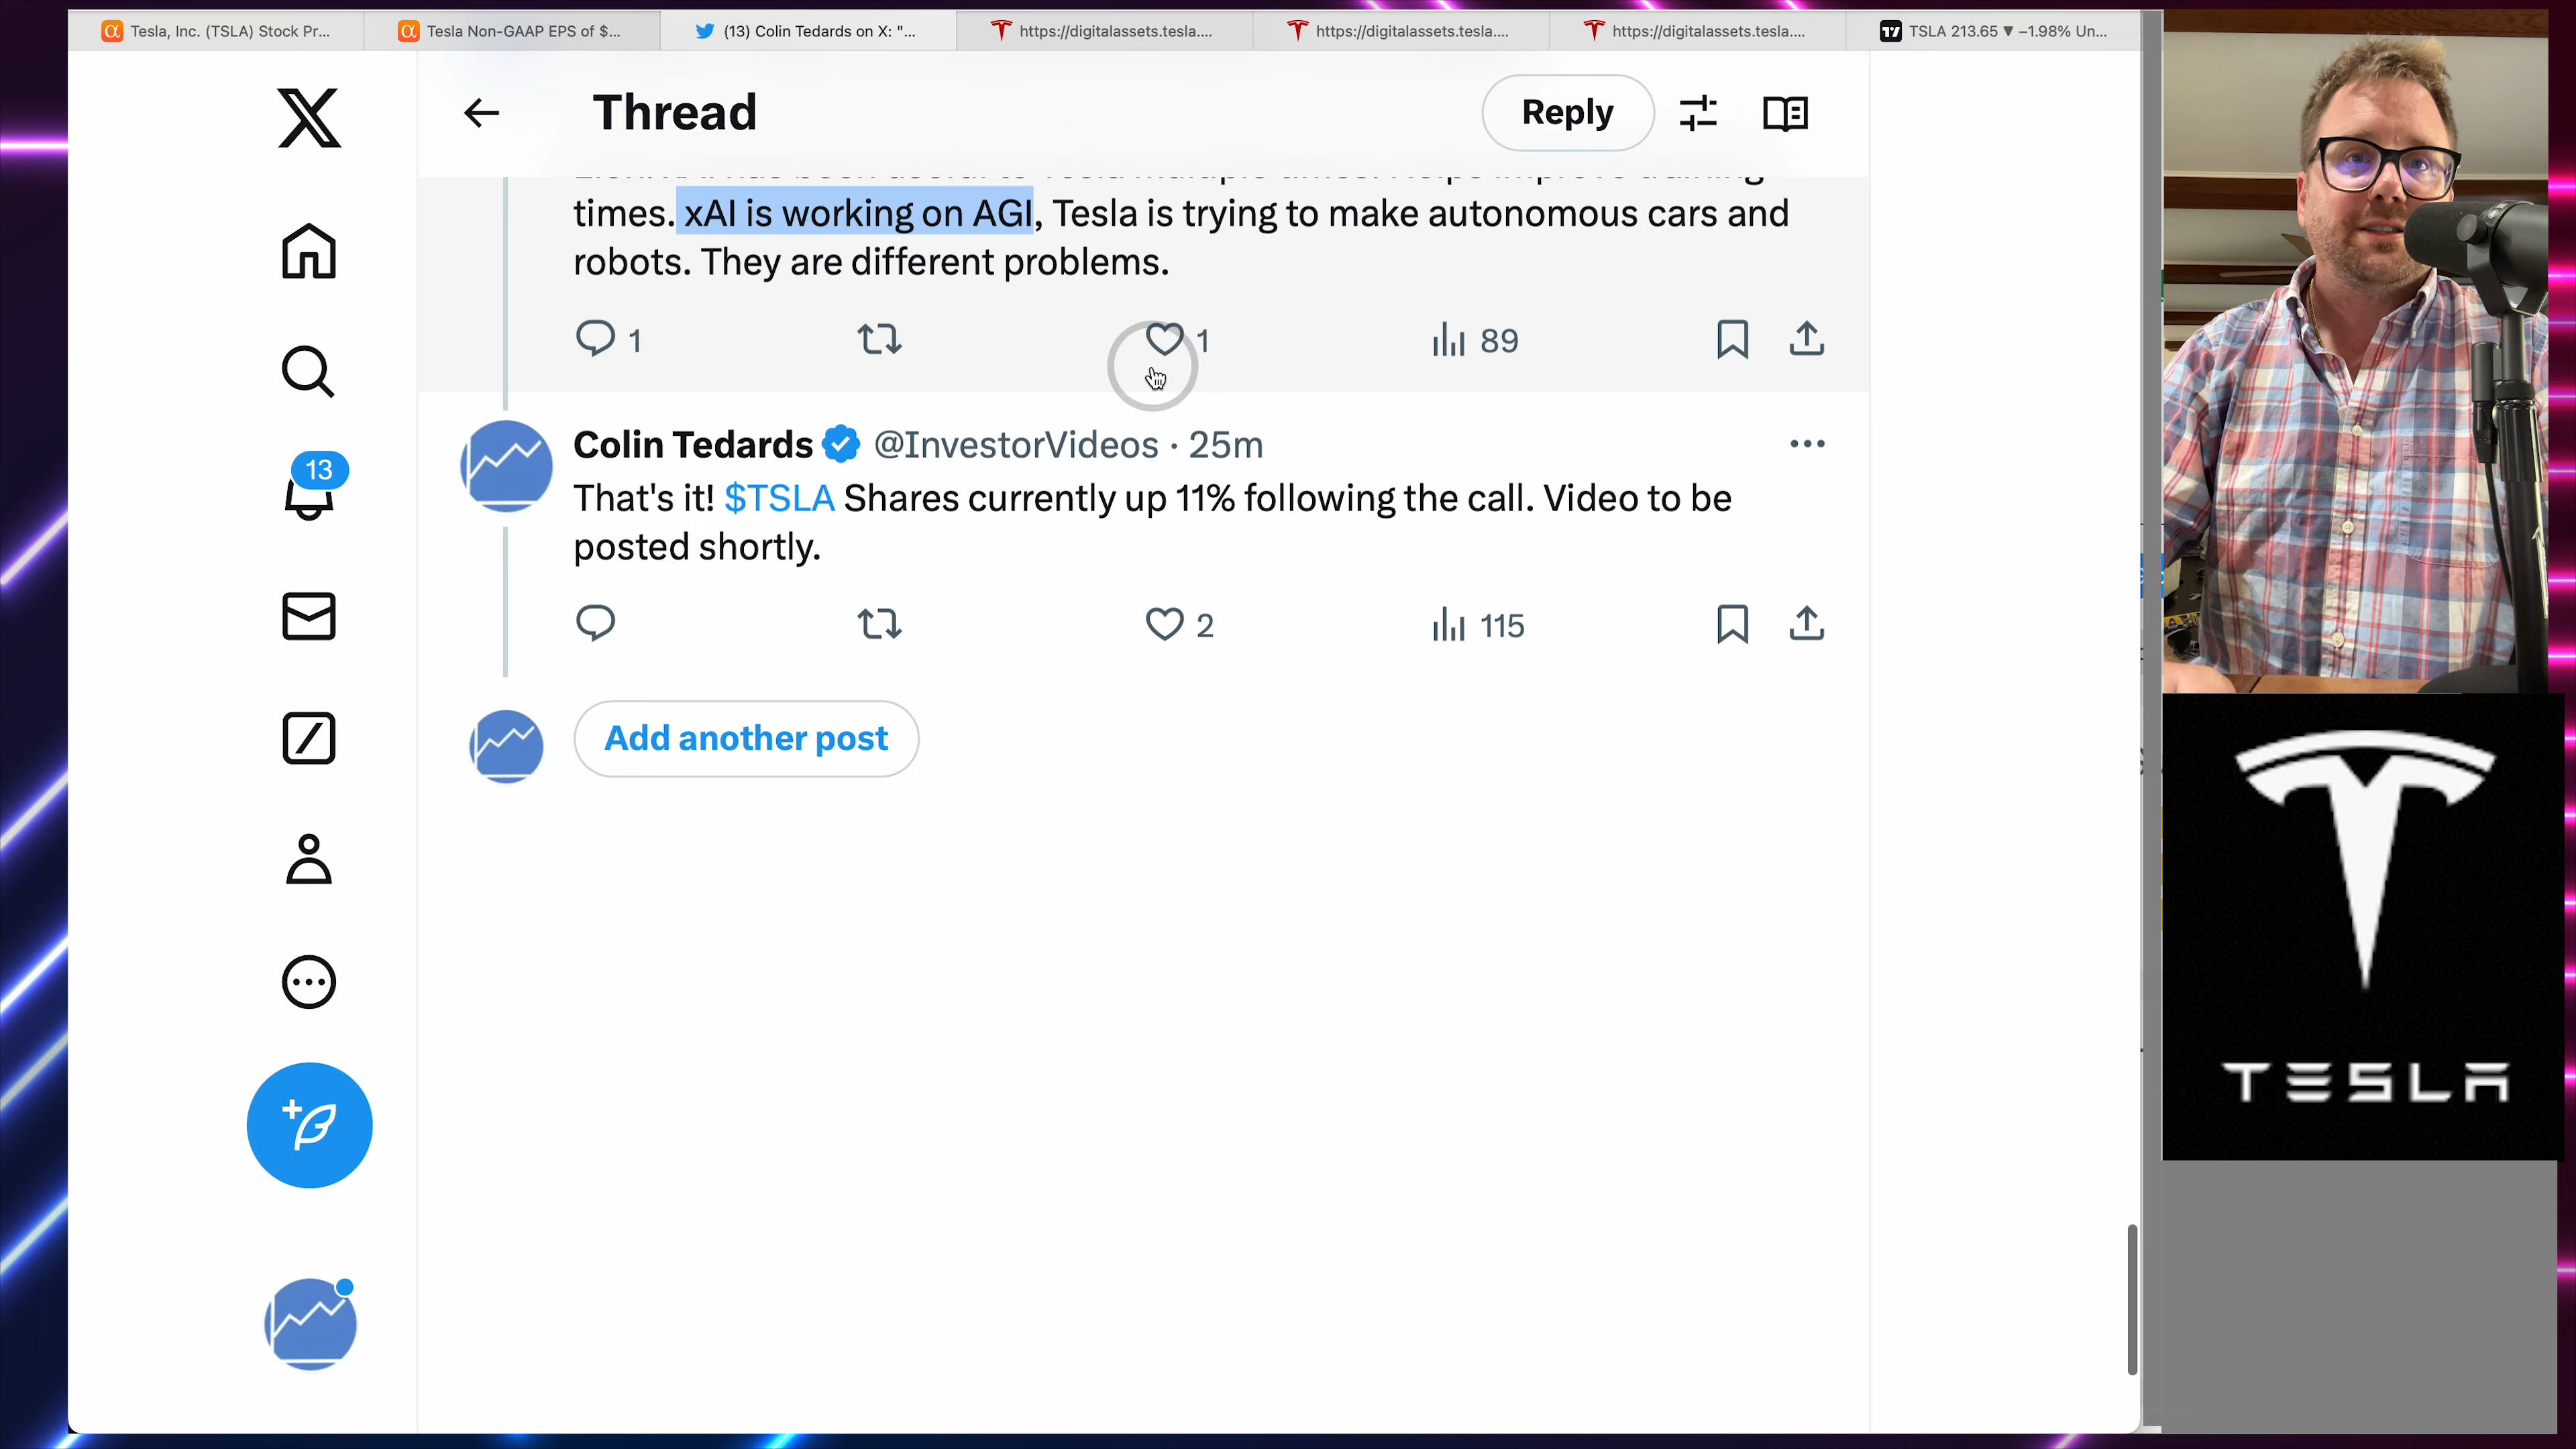 Tesla, Inc. (TSLA) Stock Pr...
Tesla Non-GAAP EPS of $...
(13) Colin Tedards on X: "...
https://digitalassets.tesla....
https://digitalassets.tesla....
https://digitalassets.tesla....
TSLA 213.65 ▼ −1.98% Un...
Thread
Reply
times. xAI is working on AGI, Tesla is trying to make autonomous cars and
robots. They are different problems.
1
1
89
Colin Tedards @InvestorVideos · 25m
That's it! $TSLA Shares currently up 11% following the call. Video to be
posted shortly.
2
115
Add another post
13
TESLA